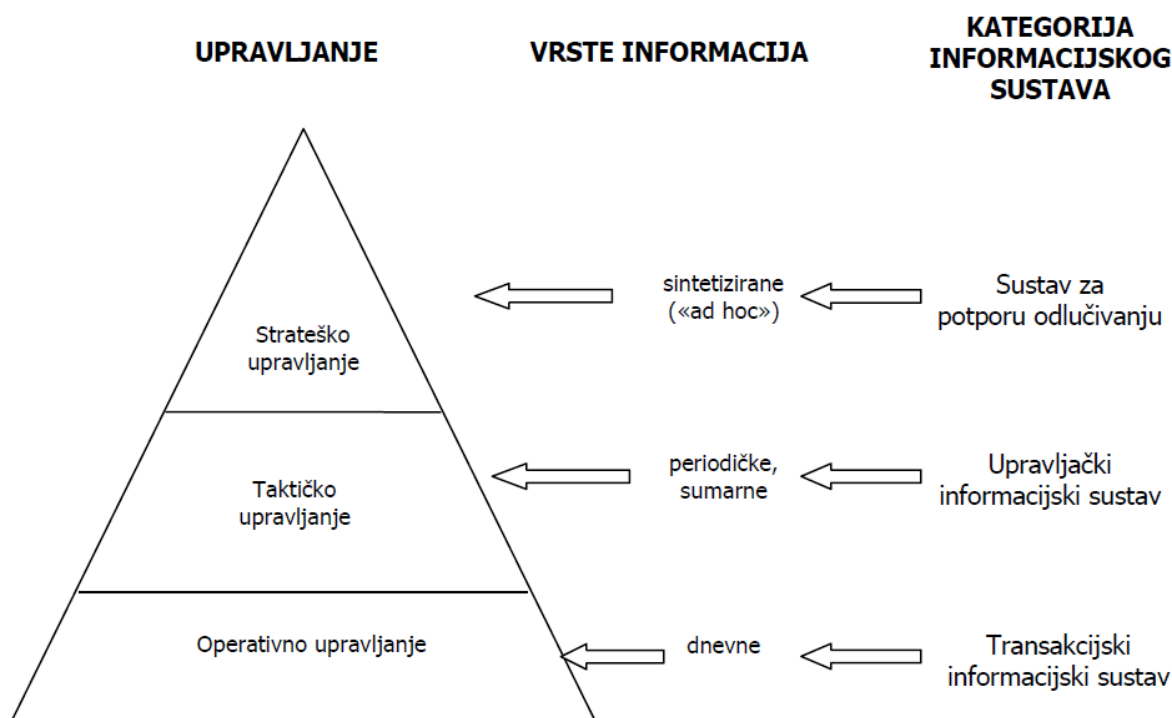 UPRAVLJANJE
VRSTE INFORMACIJA
KATEGORIJA
INFORMACIJSKOG
SUSTAVA
Strateško
upravljanje
sintetizirane
(«ad hoc»)
Sustav za
potporu odlučivanju
Taktičko
upravljanje
periodičke,
sumarne
Upravljački
informacijski sustav
Operativno upravljanje
dnevne
Transakcijski
informacijski sustav